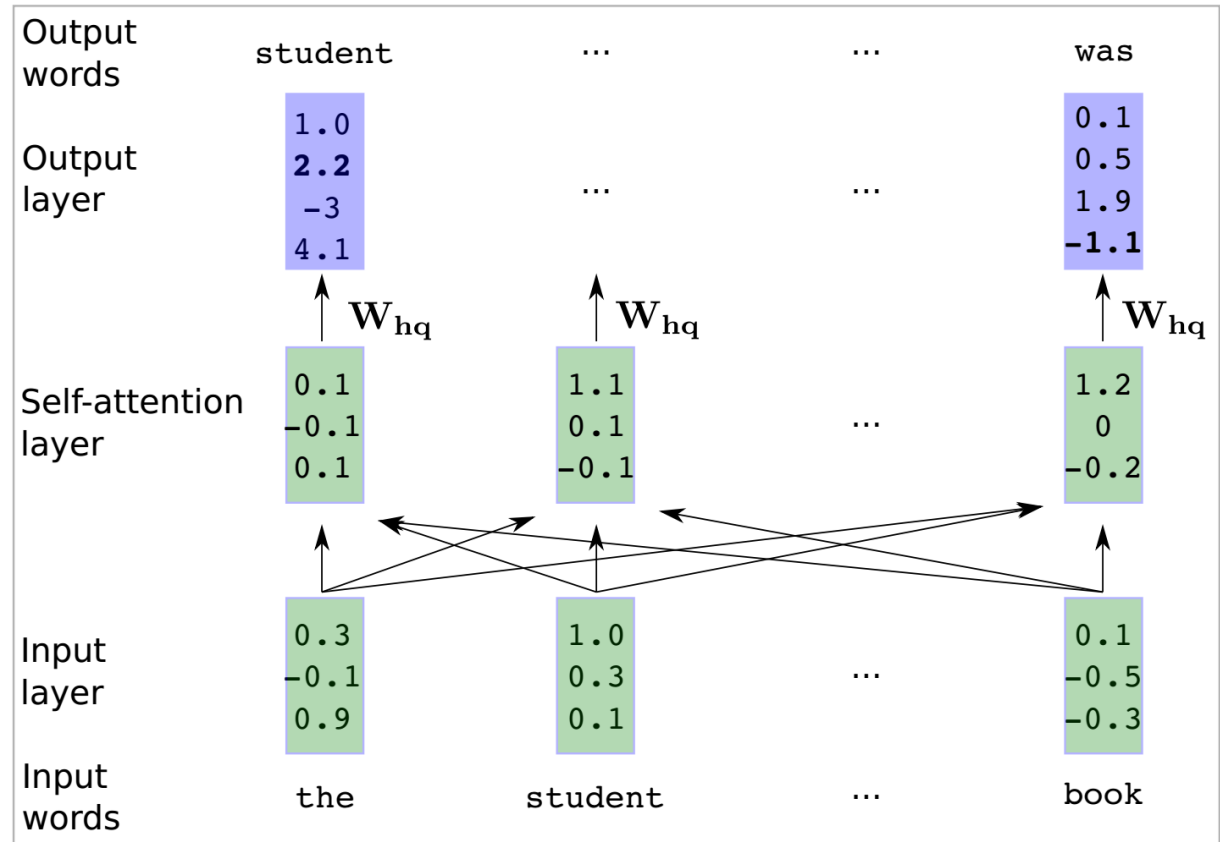 Output
words
student ... ... was
Output
layer
1.0
2.2
-3
4.1
... ...
0.1
0.5
1.9
-1.1
W_hq W_hq W_hq
Self-attention
layer
0.1
-0.1
0.1
1.1
0.1
-0.1
...
1.2
0
-0.2
Input
layer
0.3
-0.1
0.9
1.0
0.3
0.1
...
0.1
-0.5
-0.3
Input
words
the student ... book